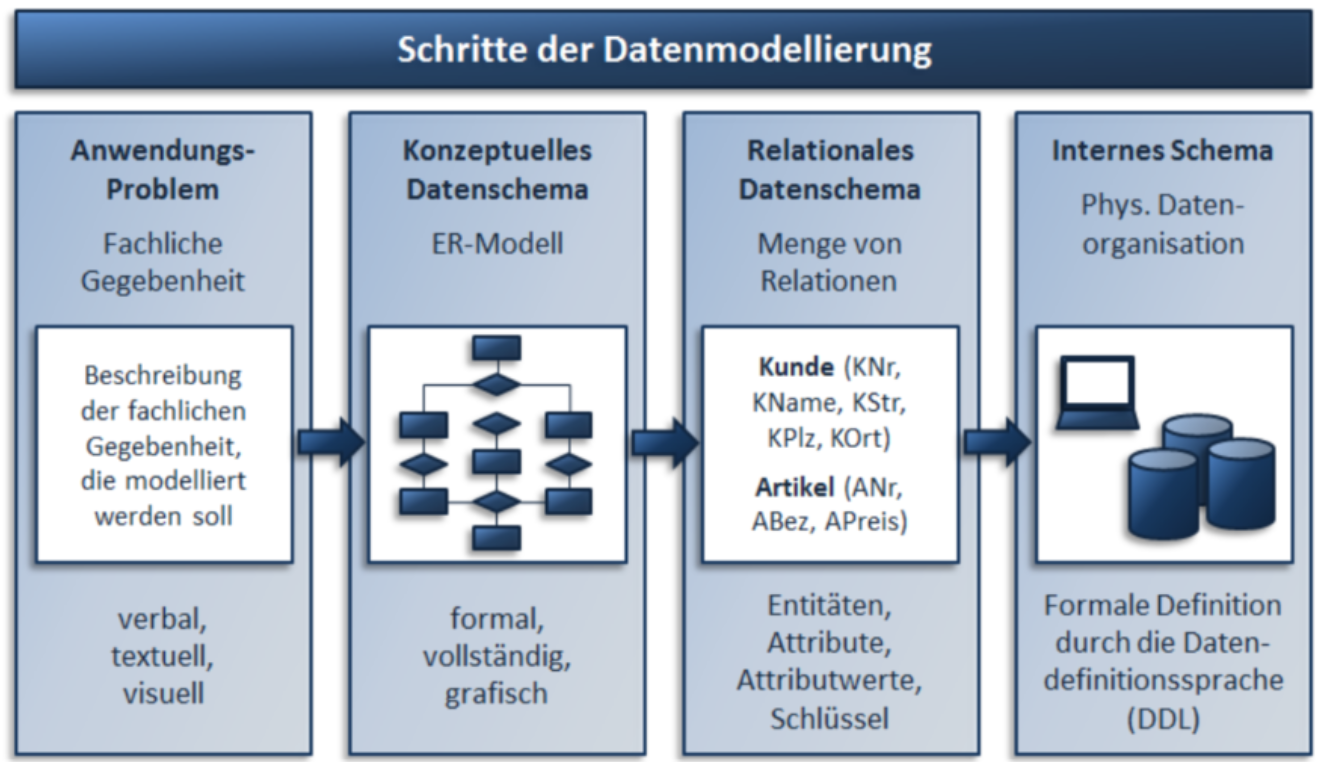 Schritte der Datenmodellierung
Anwendungs-
Problem
Fachliche
Gegebenheit
Beschreibung
der fachlichen
Gegebenheit,
die modelliert
werden soll
verbal,
textuell,
visuell
Konzeptuelles
Datenschema
ER-Modell
formal,
vollständig,
grafisch
Relationales
Datenschema
Menge von
Relationen
Kunde (KNr,
KName, KStr,
KPlz, KOrt)
Artikel (ANr,
ABez, APreis)
Entitäten,
Attribute,
Attributwerte,
Schlüssel
Internes Schema
Phys. Daten-
organisation
Formale Definition
durch die Daten-
definitionssprache
(DDL)